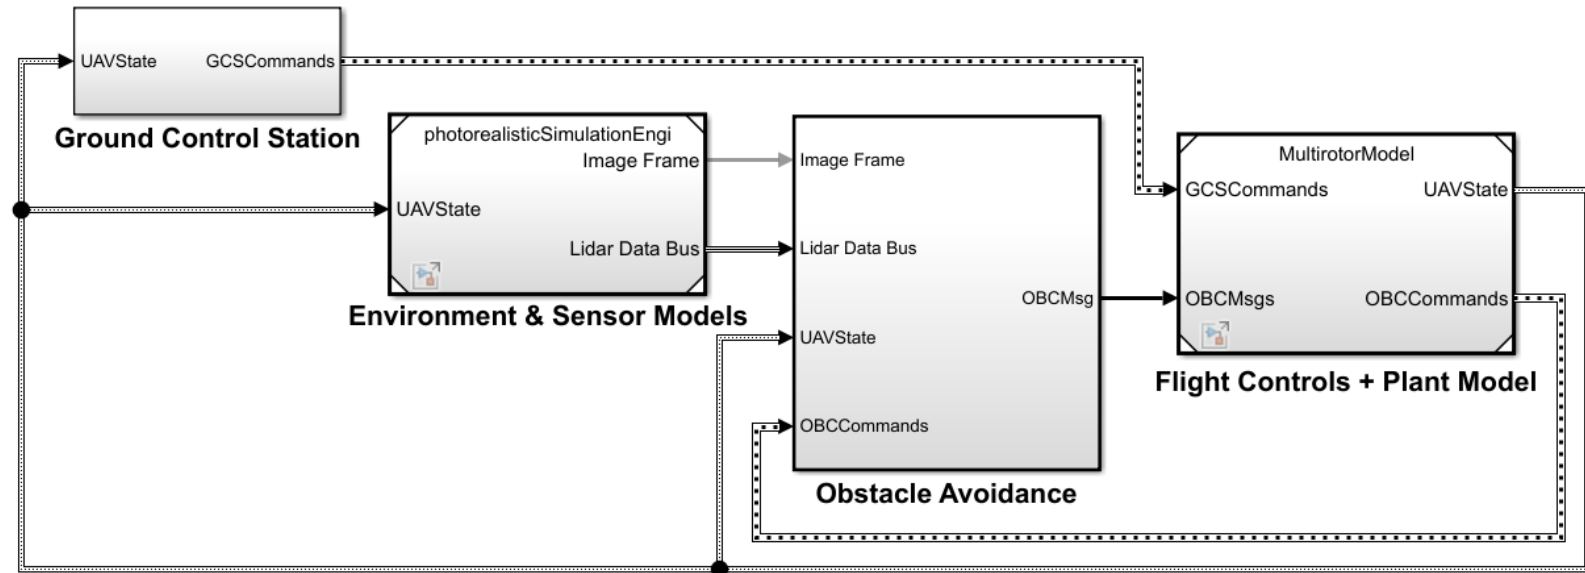 UAVState
GCSCommands
Ground Control Station
photorealisticSimulationEngi
Image Frame
UAVState
Lidar Data Bus
Environment & Sensor Models
Image Frame
Lidar Data Bus
UAVState
OBCCommands
OBCMsg
Obstacle Avoidance
MultirotorModel
GCSCommands
UAVState
OBCMsgs
OBCCommands
Flight Controls + Plant Model